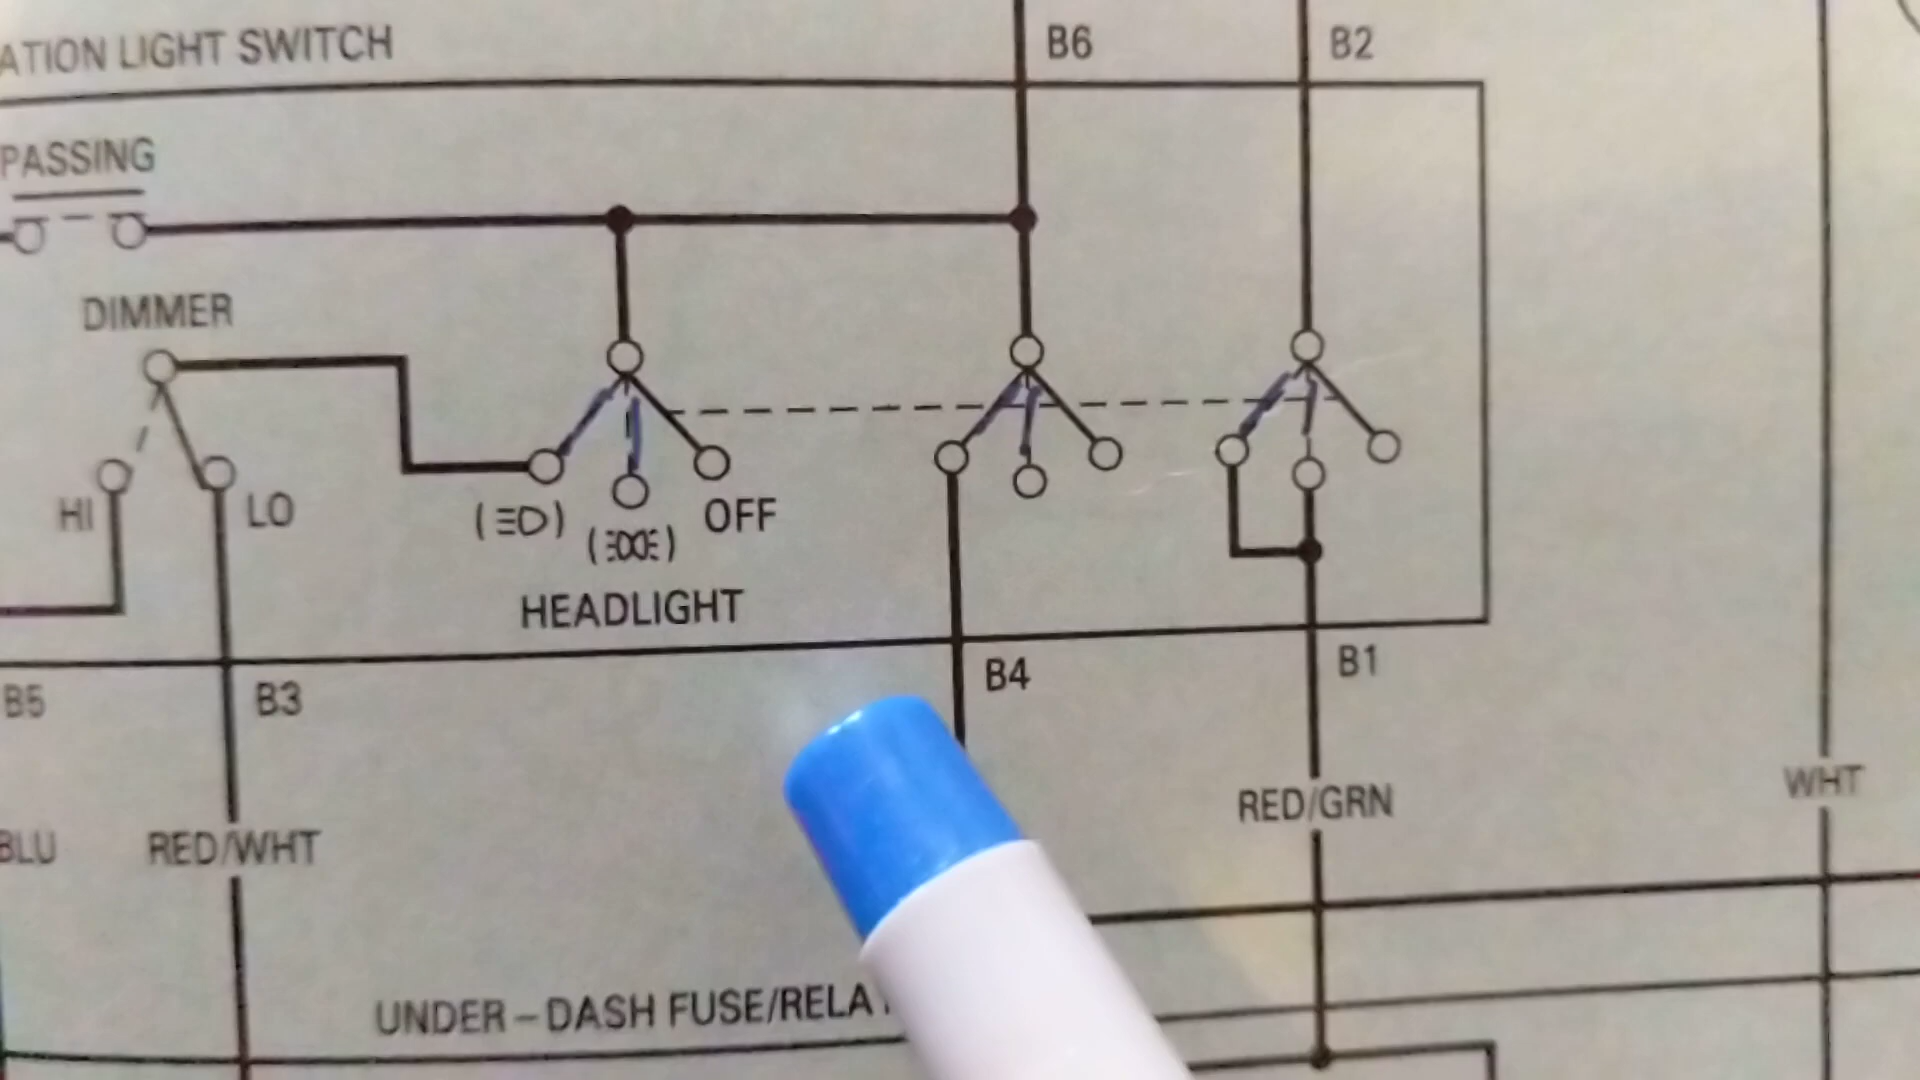 ATION LIGHT SWITCH
B6
B2
PASSING
DIMMER
HI
LO
OFF
HEADLIGHT
B5
B3
B4
B1
BLU
RED/WHT
RED/GRN
WHT
UNDER-DASH FUSE/RELA